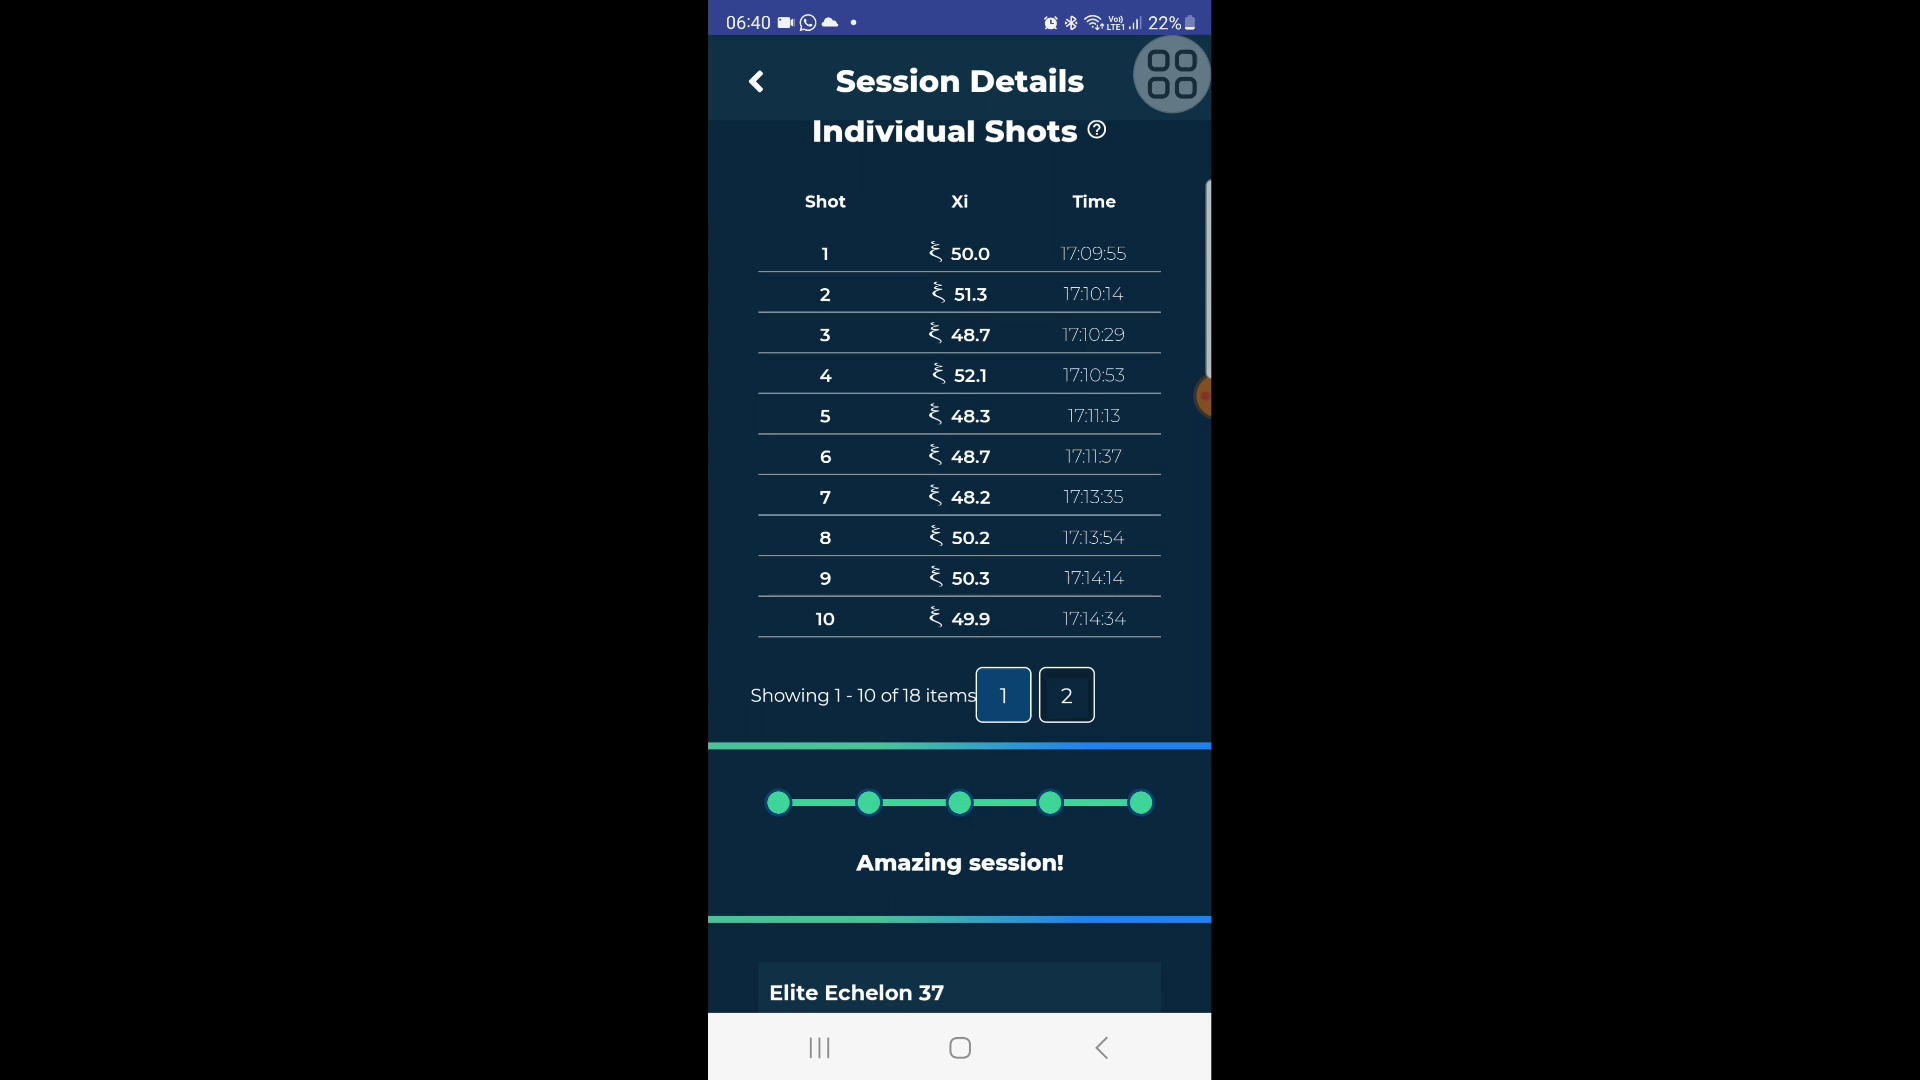 06:40 22%
Session Details
Individual Shots ?
Shot Xi Time
1 ξ 50.0 17:09:55
2 ξ 51.3 17:10:14
3 ξ 48.7 17:10:29
4 ξ 52.1 17:10:53
5 ξ 48.3 17:11:13
6 ξ 48.7 17:11:37
7 ξ 48.2 17:13:35
8 ξ 50.2 17:13:54
9 ξ 50.3 17:14:14
10 ξ 49.9 17:14:34
Showing 1 - 10 of 18 items 1 2
Amazing session!
Elite Echelon 37